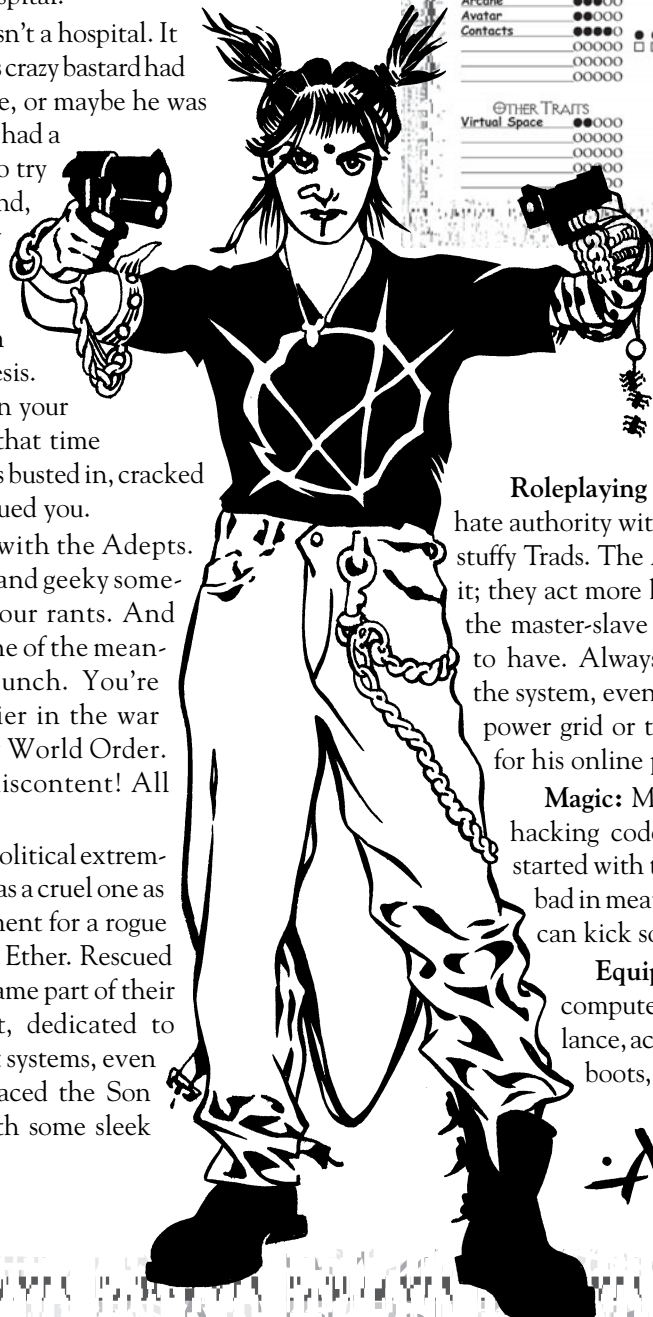 spital.
sn't a hospital. It
s crazy bastard had
e, or maybe he was
had a
o try
nd,
n
esis.
n your
that time
s busted in, cracked
ued you.
with the Adepts.
and geeky some-
our rants. And
ne of the mean-
unch. You're
ier in the war
World Order.
iscontent! All
olitical extrem-
as a cruel one as
ment for a rogue
Ether. Rescued
ame part of their
t, dedicated to
t systems, even
aced the Son
th some sleek
Arcane ●●●○○
Avatar ●●○○○
Contacts ●●●●○
○○○○○
○○○○○
○○○○○
OTHER TRAITS
Virtual Space ●●○○○
○○○○○
○○○○○
○○○○○
Roleplaying
hate authority wit
stuffy Trads. The
it; they act more
the master-slave
to have. Always
the system, even
power grid or t
for his online p
Magic: M
hacking code
started with t
bad in mea
can kick so
Equip
compute
lance, ac
boots,